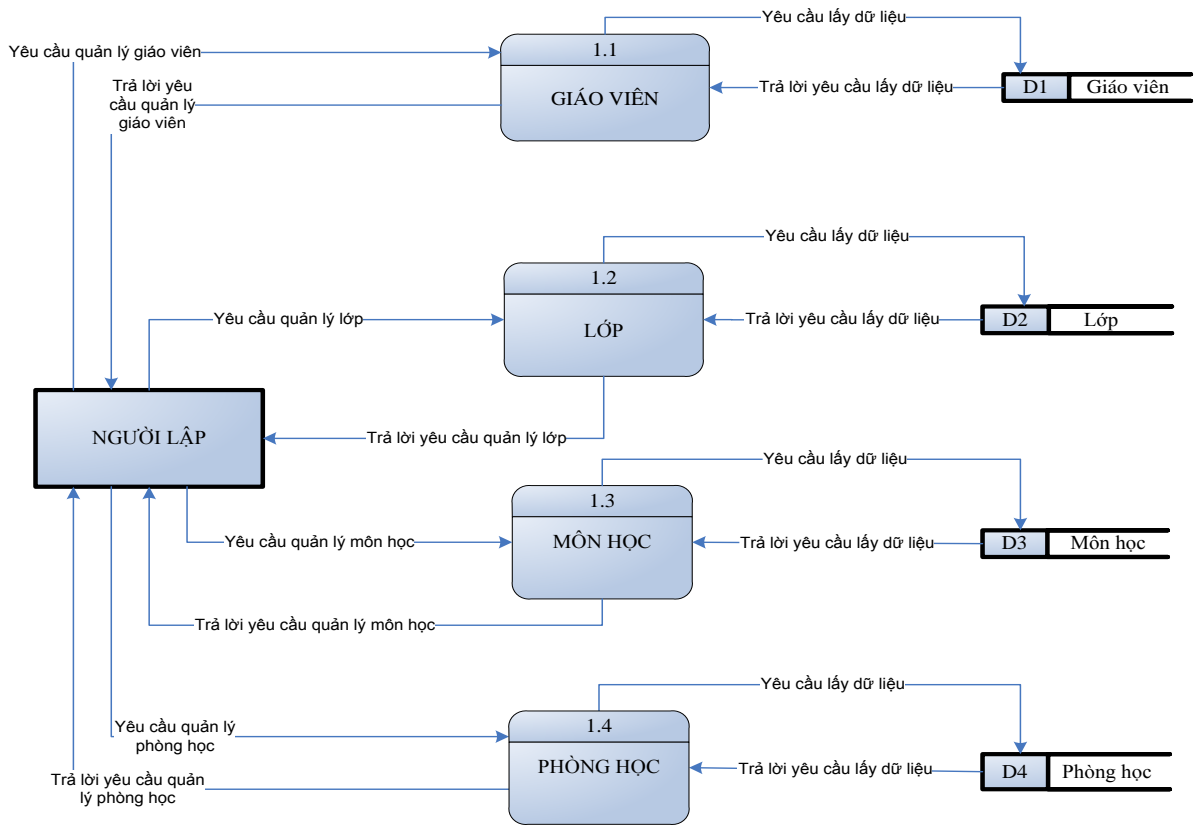 Yêu cầu lấy dữ liệu
1.1
Yêu cầu quản lý giáo viên
GIÁO VIÊN
Trả lời yêu cầu lấy dữ liệu
D1
Giáo viên
Trả lời yêu
cầu quản lý
giáo viên
Yêu cầu lấy dữ liệu
1.2
Yêu cầu quản lý lớp
LỚP
Trả lời yêu cầu lấy dữ liệu
D2
Lớp
NGƯỜI LẬP
Trả lời yêu cầu quản lý lớp
Yêu cầu lấy dữ liệu
1.3
Yêu cầu quản lý môn học
MÔN HỌC
Trả lời yêu cầu lấy dữ liệu
D3
Môn học
Trả lời yêu cầu quản lý môn học
Yêu cầu lấy dữ liệu
1.4
Yêu cầu quản lý
phòng học
PHÒNG HỌC
Trả lời yêu cầu lấy dữ liệu
D4
Phòng học
Trả lời yêu cầu quản
lý phòng học